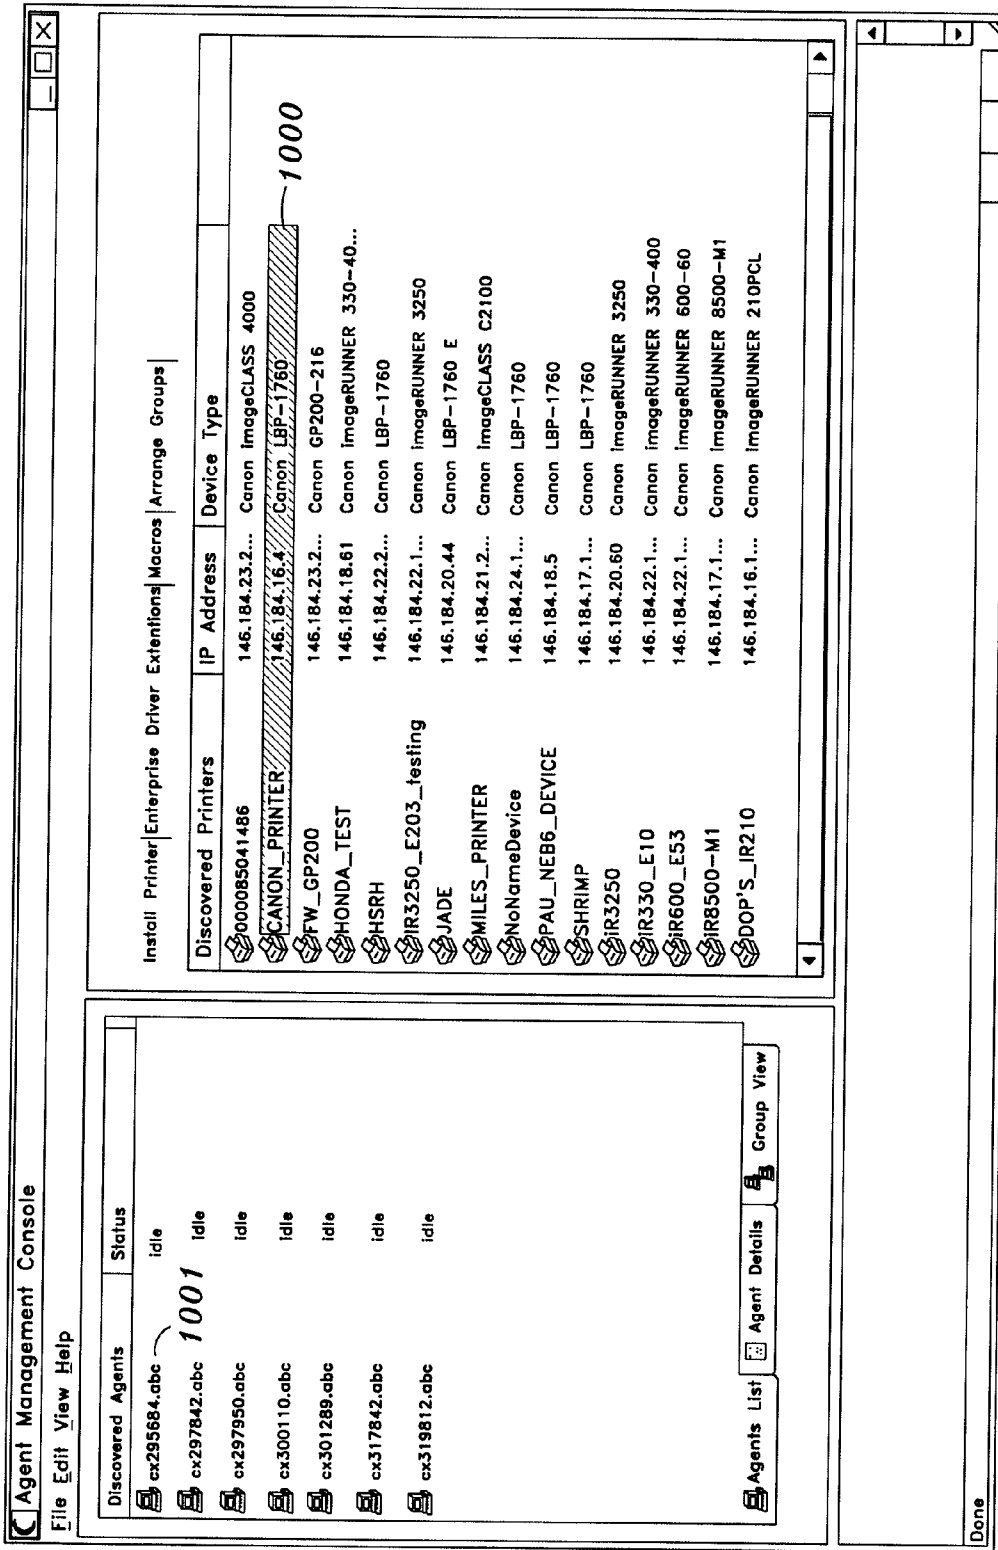 Agent Management Console
File Edit View Help
Discovered Agents Status
cx295684.abc idle
1001
cx297842.abc idle
cx297950.abc idle
cx300110.abc idle
cx301289.abc idle
cx317842.abc idle
cx319812.abc idle
Agents List Agent Details Group View
Install Printer Enterprise Driver Extentions Macros Arrange Groups
Discovered Printers IP Address Device Type
000085041486 146.184.23.2... Canon imageCLASS 4000
CANON_PRINTER 146.184.16.4 Canon LBP-1760
1000
FW_GP200 146.184.23.2... Canon GP200-216
HONDA_TEST 146.184.18.61 Canon imageRUNNER 330-40...
HSRH 146.184.22.2... Canon LBP-1760
IR3250_E203_testing 146.184.22.1... Canon imageRUNNER 3250
JADE 146.184.20.44 Canon LBP-1760 E
MILES_PRINTER 146.184.21.2... Canon imageCLASS C2100
NoNameDevice 146.184.24.1... Canon LBP-1760
PAU_NEB6_DEVICE 146.184.18.5 Canon LBP-1760
SHRIMP 146.184.17.1... Canon LBP-1760
iR3250 146.184.20.60 Canon imageRUNNER 3250
iR330_E10 146.184.22.1... Canon imageRUNNER 330-400
iR600_E53 146.184.22.1... Canon imageRUNNER 600-60
iR8500-M1 146.184.17.1... Canon imageRUNNER 8500-M1
DOP'S_IR210 146.184.16.1... Canon imageRUNNER 210PCL
Done